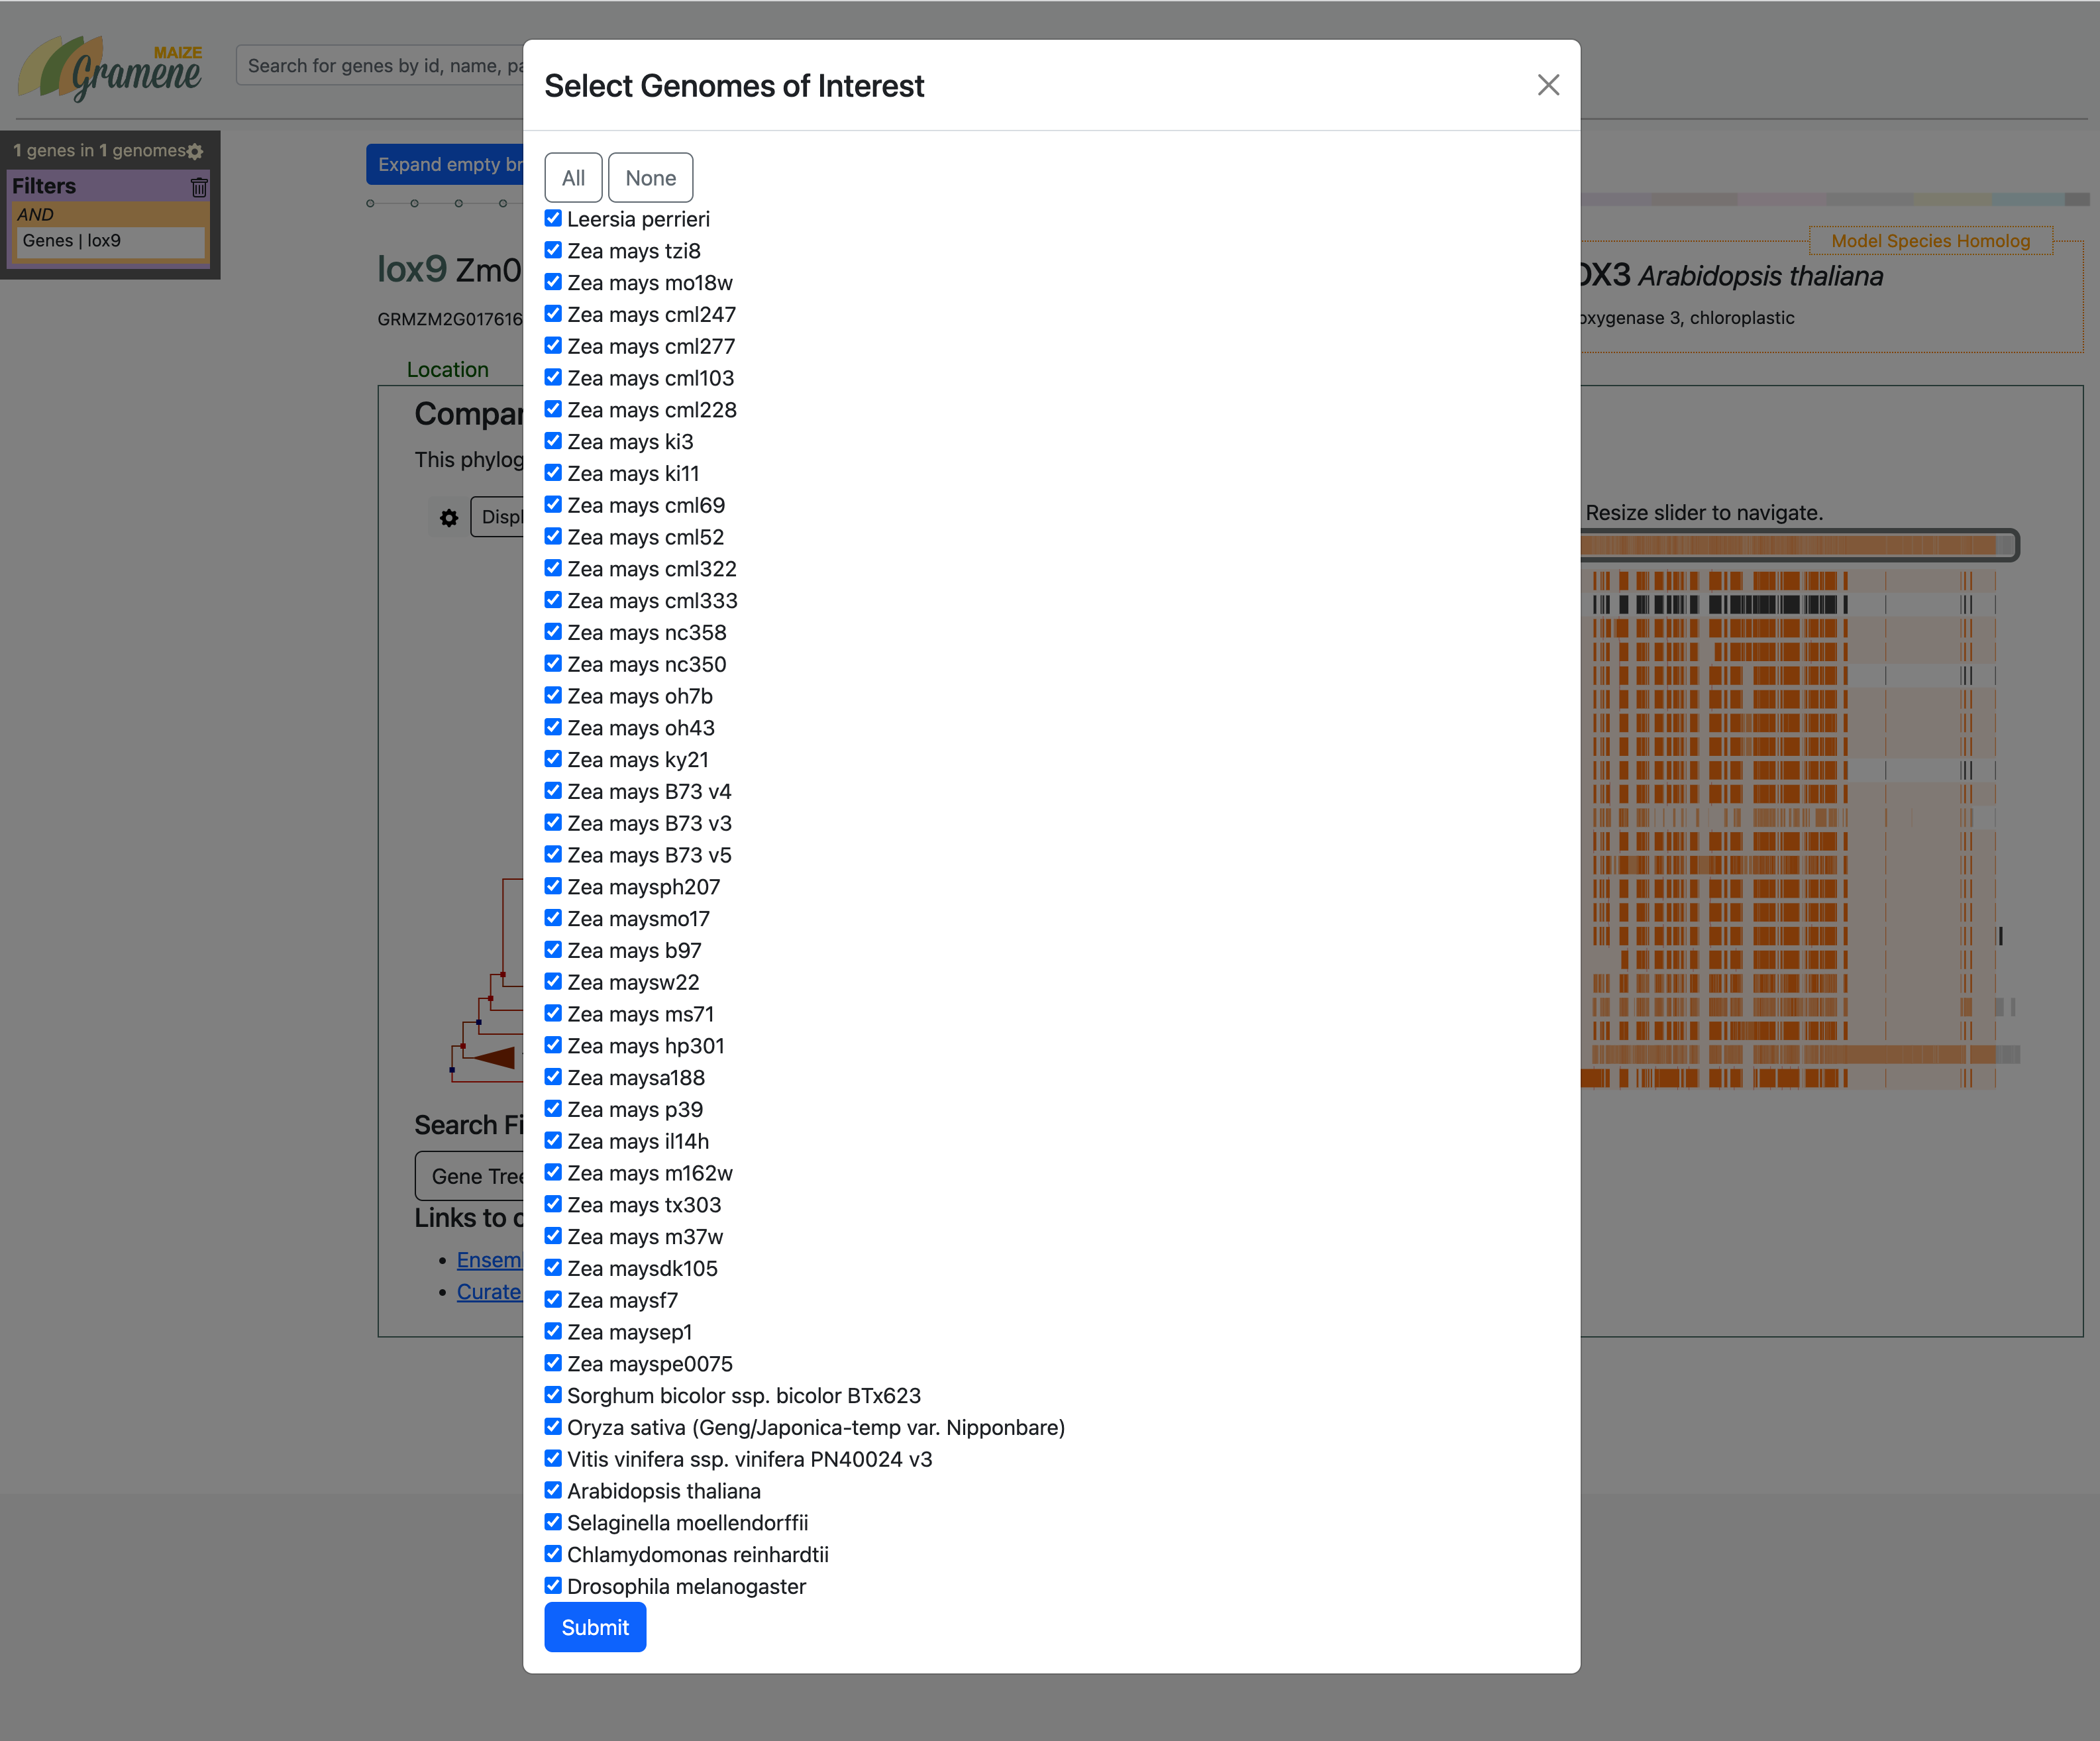 MAIZE
Gramene
Search for genes by id, name, pa
1 genes in 1 genomes
Filters
AND
Genes | lox9
Expand empty br
lox9 Zm0
GRMZM2G017616
Location
Compar
This phylog
Displ
Search Fi
Gene Tree
Links to c
Ensem
Curate
Select Genomes of Interest
All None
Leersia perrieri
Zea mays tzi8
Zea mays mo18w
Zea mays cml247
Zea mays cml277
Zea mays cml103
Zea mays cml228
Zea mays ki3
Zea mays ki11
Zea mays cml69
Zea mays cml52
Zea mays cml322
Zea mays cml333
Zea mays nc358
Zea mays nc350
Zea mays oh7b
Zea mays oh43
Zea mays ky21
Zea mays B73 v4
Zea mays B73 v3
Zea mays B73 v5
Zea maysph207
Zea maysmo17
Zea mays b97
Zea maysw22
Zea mays ms71
Zea mays hp301
Zea maysa188
Zea mays p39
Zea mays il14h
Zea mays m162w
Zea mays tx303
Zea mays m37w
Zea maysdk105
Zea maysf7
Zea maysep1
Zea mayspe0075
Sorghum bicolor ssp. bicolor BTx623
Oryza sativa (Geng/Japonica-temp var. Nipponbare)
Vitis vinifera ssp. vinifera PN40024 v3
Arabidopsis thaliana
Selaginella moellendorffii
Chlamydomonas reinhardtii
Drosophila melanogaster
Submit
Model Species Homolog
OX3 Arabidopsis thaliana
oxygenase 3, chloroplastic
Resize slider to navigate.